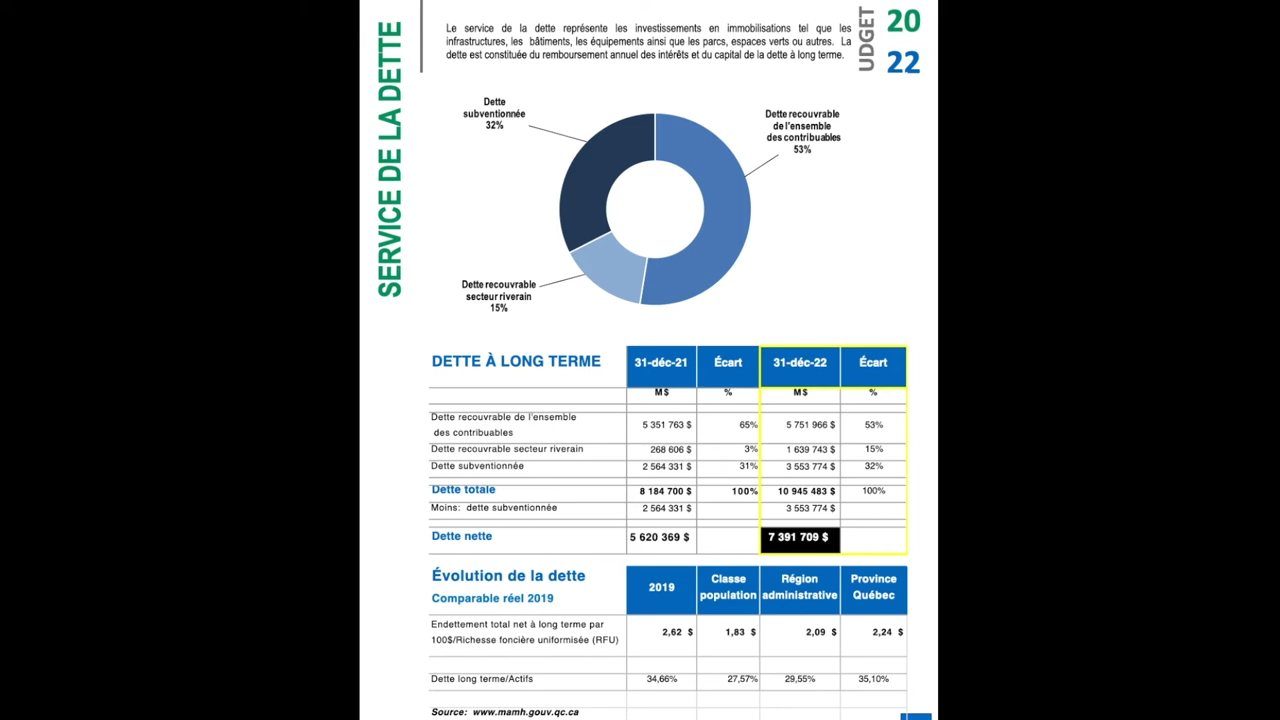 SERVICE DE LA DETTE
Le service de la dette représente les investissements en immobilisations tel que les
infrastructures, les bâtiments, les équipements ainsi que les parcs, espaces verts ou autres. La
dette est constituée du remboursement annuel des intérêts et du capital de la dette à long terme.
UDGET
20
22
Dette
subventionnée
32%
Dette recouvrable
de l'ensemble
des contribuables
53%
Dette recouvrable
secteur riverain
15%
DETTE À LONG TERME 31-déc-21 Écart 31-déc-22 Écart
M$ % M$ %
Dette recouvrable de l'ensemble
des contribuables 5 351 763 $ 65% 5 751 966 $ 53%
Dette recouvrable secteur riverain 268 606 $ 3% 1 639 743 $ 15%
Dette subventionnée 2 564 331 $ 31% 3 553 774 $ 32%
Dette totale 8 184 700 $ 100% 10 945 483 $ 100%
Moins: dette subventionnée 2 564 331 $ 3 553 774 $
Dette nette 5 620 369 $ 7 391 709 $
Évolution de la dette
Comparable réel 2019
2019
Classe
population
Région
administrative
Province
Québec
Endettement total net à long terme par
100$/Richesse foncière uniformisée (RFU) 2,62 $ 1,83 $ 2,09 $ 2,24 $
Dette long terme/Actifs 34,66% 27,57% 29,55% 35,10%
Source: www.mamh.gouv.qc.ca